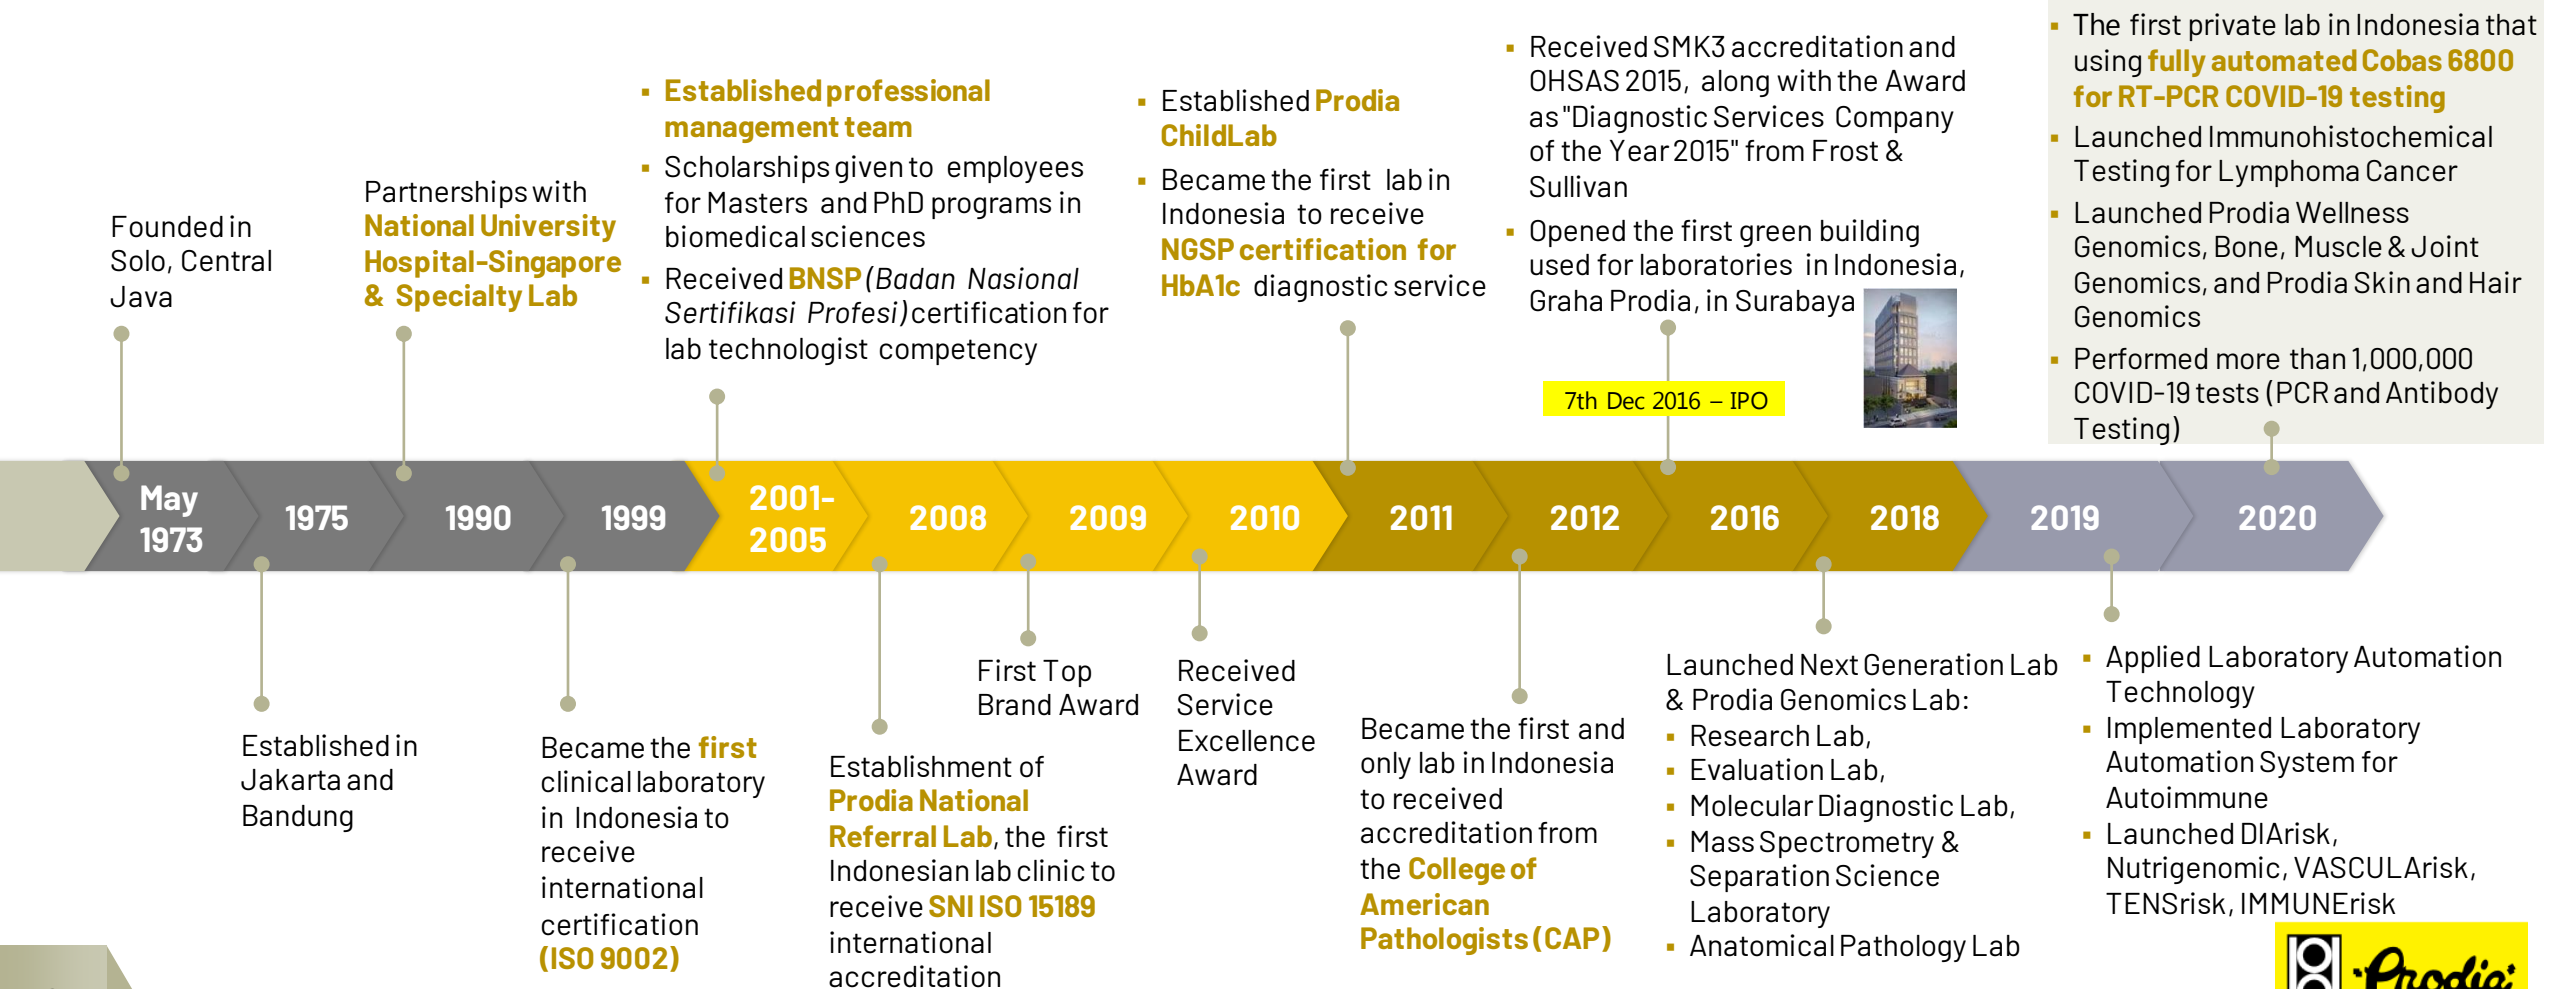 Founded in
Solo, Central
Java
Partnerships with
National University
Hospital-Singapore
& Specialty Lab
▪ Established professional
management team
▪ Scholarships given to employees
for Masters and PhD programs in
biomedical sciences
▪ Received BNSP (Badan Nasional
Sertifikasi Profesi) certification for
lab technologist competency
▪ Established Prodia
ChildLab
▪ Became the first lab in
Indonesia to receive
NGSP certification for
HbA1c diagnostic service
▪ Received SMK3 accreditation and
OHSAS 2015, along with the Award
as "Diagnostic Services Company
of the Year 2015" from Frost &
Sullivan
▪ Opened the first green building
used for laboratories in Indonesia,
Graha Prodia, in Surabaya
7th Dec 2016 – IPO
▪ The first private lab in Indonesia that
using fully automated Cobas 6800
for RT-PCR COVID-19 testing
▪ Launched Immunohistochemical
Testing for Lymphoma Cancer
▪ Launched Prodia Wellness
Genomics, Bone, Muscle & Joint
Genomics, and Prodia Skin and Hair
Genomics
▪ Performed more than 1,000,000
COVID-19 tests (PCR and Antibody
Testing)
May
1973
1975
1990
1999
2001-
2005
2008
2009
2010
2011
2012
2016
2018
2019
2020
Established in
Jakarta and
Bandung
Became the first
clinical laboratory
in Indonesia to
receive
international
certification
(ISO 9002)
Establishment of
Prodia National
Referral Lab, the first
Indonesian lab clinic to
receive SNI ISO 15189
international
accreditation
First Top
Brand Award
Received
Service
Excellence
Award
Became the first and
only lab in Indonesia
to received
accreditation from
the College of
American
Pathologists (CAP)
Launched Next Generation Lab
& Prodia Genomics Lab:
▪ Research Lab,
▪ Evaluation Lab,
▪ Molecular Diagnostic Lab,
▪ Mass Spectrometry &
Separation Science
Laboratory
▪ Anatomical Pathology Lab
▪ Applied Laboratory Automation
Technology
▪ Implemented Laboratory
Automation System for
Autoimmune
▪ Launched DIArisk,
Nutrigenomic, VASCULArisk,
TENSrisk, IMMUNErisk
Prodia